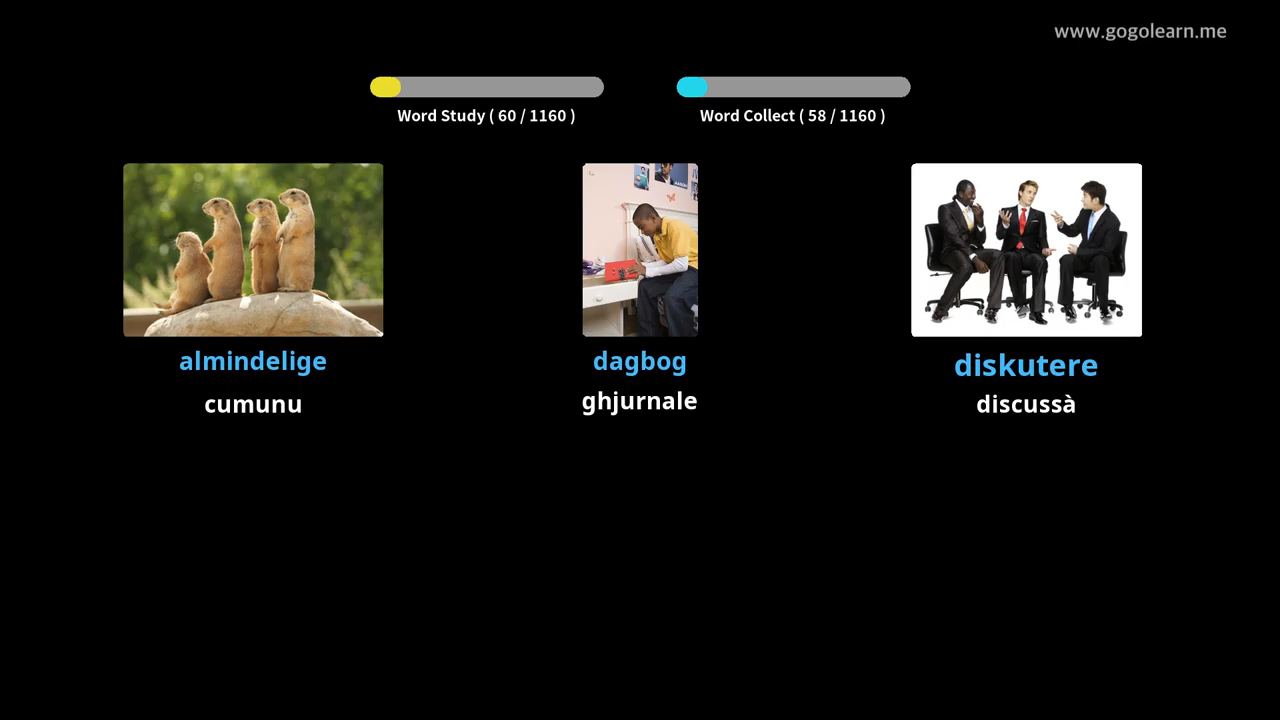 www.gogolearn.me
Word Study ( 60 / 1160 )
Word Collect ( 58 / 1160 )
almindelige
cumunu
dagbog
ghjurnale
diskutere
discussà